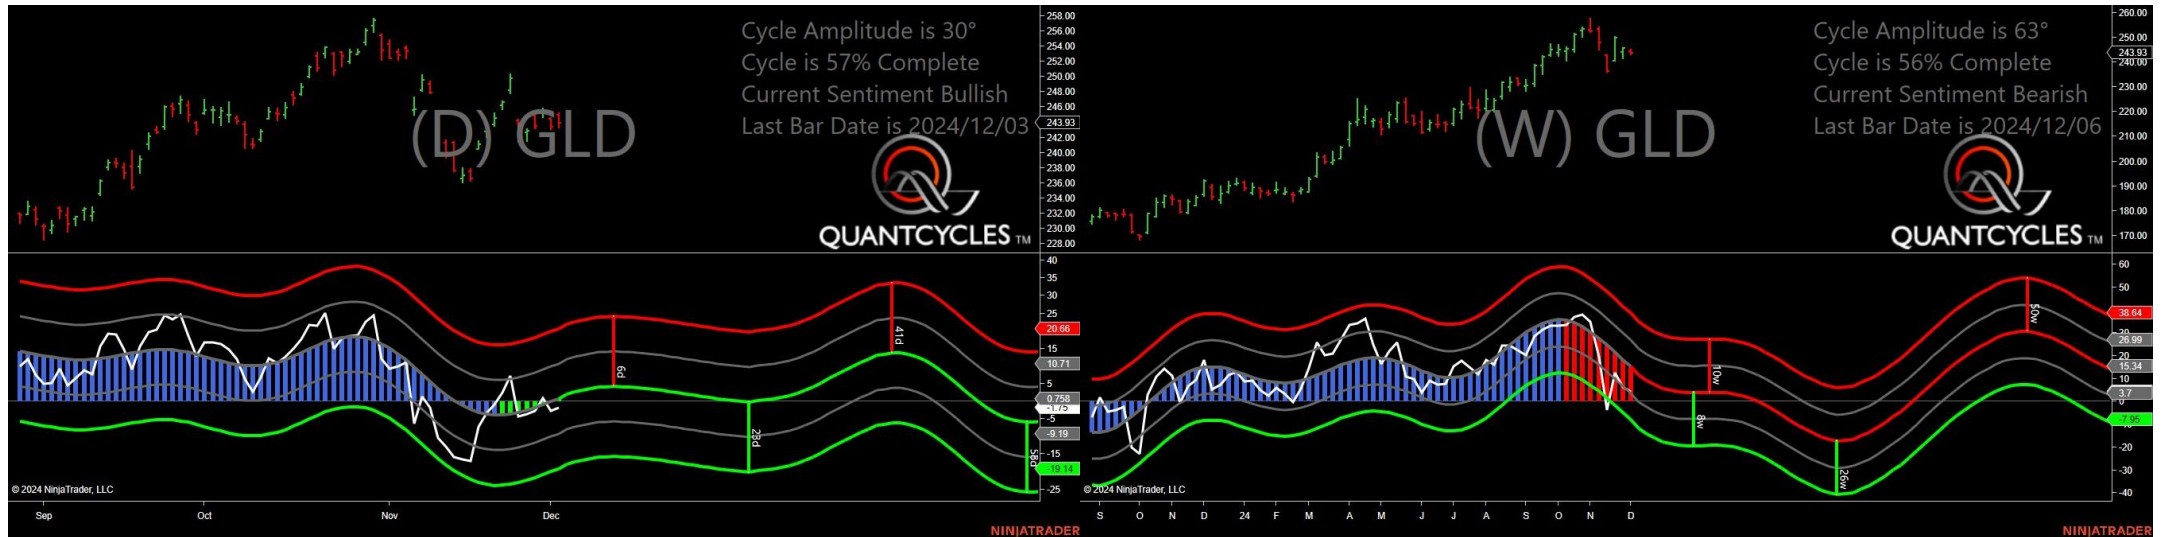 Cycle Amplitude is 30°
Cycle is 57% Complete
Current Sentiment Bullish
Last Bar Date is 2024/12/03
(D) GLD
QUANTCYCLES TM
258.00
256.00
254.00
252.00
250.00
248.00
246.00
243.93
242.00
240.00
238.00
236.00
234.00
232.00
230.00
228.00
40
35
30
25
20.66
15
10.71
5
0.758
-1.75
-5
-9.19
-15
-19.14
-25
6d
23d
41d
58d
© 2024 NinjaTrader, LLC
Sep Oct Nov Dec
NINJATRADER
Cycle Amplitude is 63°
Cycle is 56% Complete
Current Sentiment Bearish
Last Bar Date is 2024/12/06
(W) GLD
QUANTCYCLES TM
260.00
250.00
243.93
240.00
230.00
220.00
210.00
200.00
190.00
180.00
170.00
60
50
38.64
30
26.99
20
15.34
10
3.7
0
-7.95
-20
-30
-40
10w
8w
26w
50w
© 2024 NinjaTrader, LLC
S O N D 24 F M A M J J A S O N D
NINJATRADER